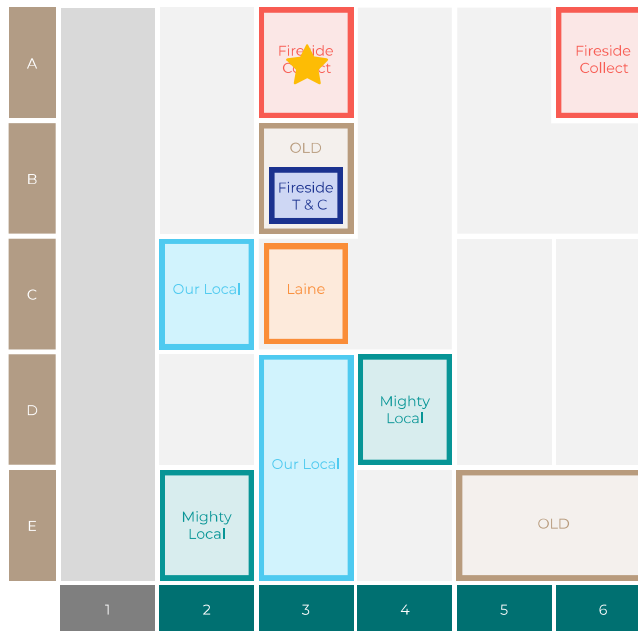 A
Fireside
Collect
Fireside
Collect
B
OLD
Fireside
T & C
C
Our Local
Laine
D
Mighty
Local
Our Local
E
Mighty
Local
OLD
1
2
3
4
5
6